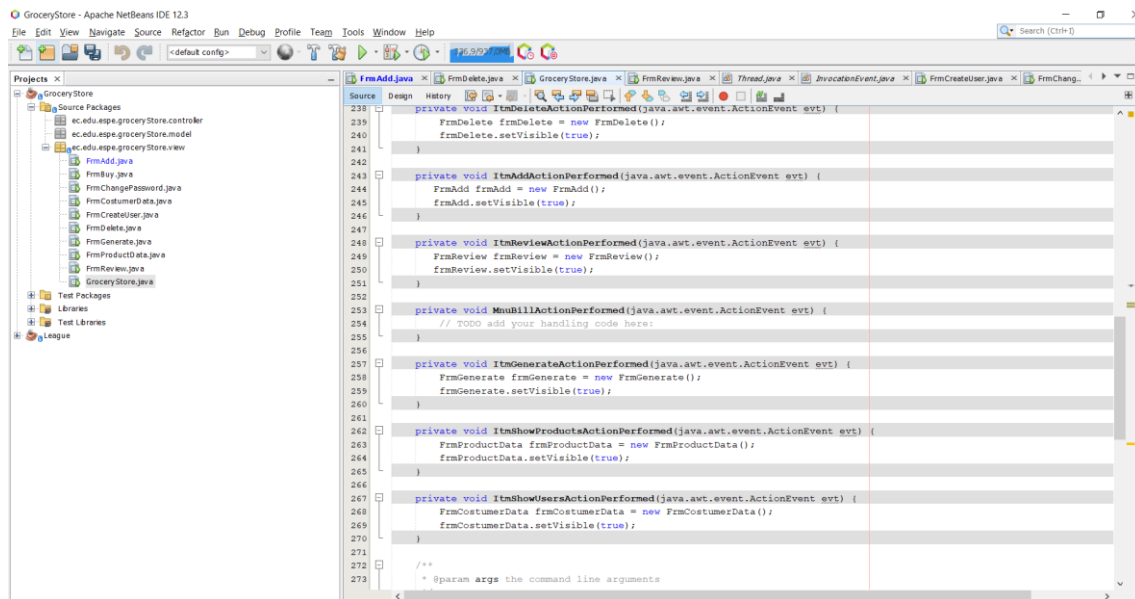 GroceryStore - Apache NetBeans IDE 12.3
File Edit View Navigate Source Refactor Run Debug Profile Team Tools Window Help
Search (Ctrl+I)
<default config>
Projects
GroceryStore
Source Packages
ec.edu.espe.groceryStore.controller
ec.edu.espe.groceryStore.model
ec.edu.espe.groceryStore.view
FrmAdd.java
FrmBuy.java
FrmChangePassword.java
FrmCostumerData.java
FrmCreateUser.java
FrmDelete.java
FrmGenerate.java
FrmProductData.java
FrmReview.java
GroceryStore.java
Test Packages
Libraries
Test Libraries
League
FrmAdd.java FrmDelete.java GroceryStore.java FrmReview.java Thread.java InvocationEvent.java FrmCreateUser.java FrmChang...
Source Design History
238 private void ItmDeleteActionPerformed(java.awt.event.ActionEvent evt) {
239 FrmDelete frmDelete = new FrmDelete();
240 frmDelete.setVisible(true);
241 }
242
243 private void ItmAddActionPerformed(java.awt.event.ActionEvent evt) {
244 FrmAdd frmAdd = new FrmAdd();
245 frmAdd.setVisible(true);
246 }
247
248 private void ItmReviewActionPerformed(java.awt.event.ActionEvent evt) {
249 FrmReview frmReview = new FrmReview();
250 frmReview.setVisible(true);
251 }
252
253 private void MnuBillActionPerformed(java.awt.event.ActionEvent evt) {
254 // TODO add your handling code here:
255 }
256
257 private void ItmGenerateActionPerformed(java.awt.event.ActionEvent evt) {
258 FrmGenerate frmGenerate = new FrmGenerate();
259 frmGenerate.setVisible(true);
260 }
261
262 private void ItmShowProductsActionPerformed(java.awt.event.ActionEvent evt) {
263 FrmProductData frmProductData = new FrmProductData();
264 frmProductData.setVisible(true);
265 }
266
267 private void ItmShowUsersActionPerformed(java.awt.event.ActionEvent evt) {
268 FrmCostumerData frmCostumerData = new FrmCostumerData();
269 frmCostumerData.setVisible(true);
270 }
271
272 /**
273 * @param args the command line arguments